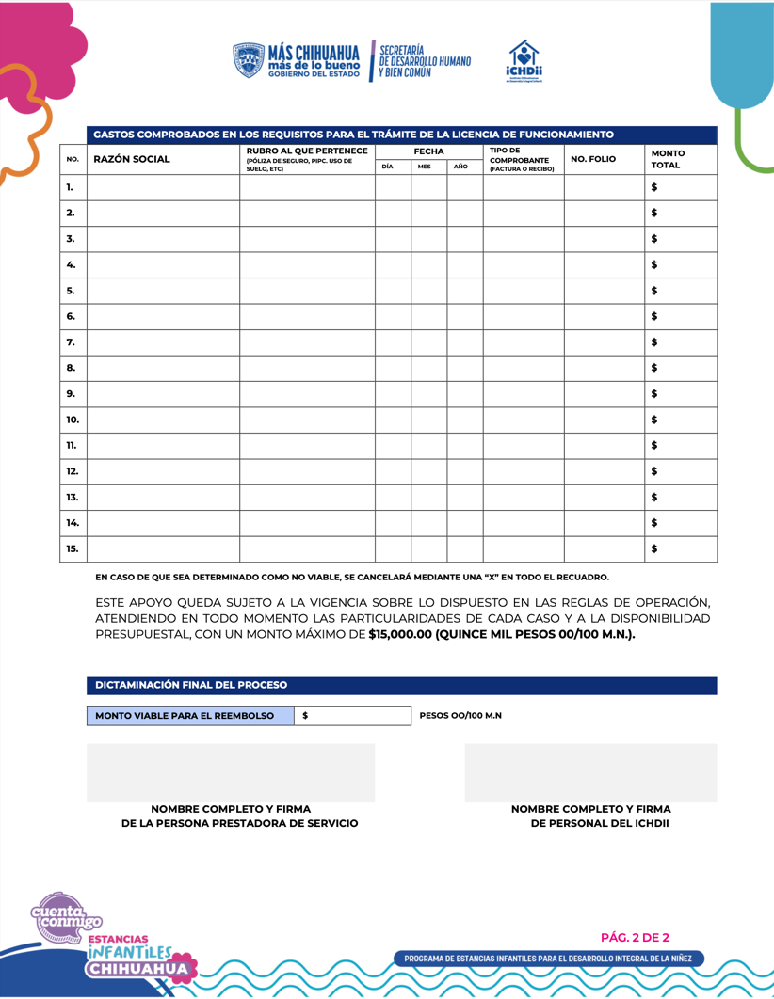 MÁS CHIHUAHUA
más de lo bueno
GOBIERNO DEL ESTADO
SECRETARÍA
DE DESARROLLO HUMANO
Y BIEN COMÚN
iCHDii
GASTOS COMPROBADOS EN LOS REQUISITOS PARA EL TRÁMITE DE LA LICENCIA DE FUNCIONAMIENTO
NO.
RAZÓN SOCIAL
RUBRO AL QUE PERTENECE
(PÓLIZA DE SEGURO, PIPC. USO DE
SUELO, ETC)
FECHA
DÍA MES AÑO
TIPO DE
COMPROBANTE
(FACTURA O RECIBO)
NO. FOLIO
MONTO
TOTAL
1. $
2. $
3. $
4. $
5. $
6. $
7. $
8. $
9. $
10. $
11. $
12. $
13. $
14. $
15. $
EN CASO DE QUE SEA DETERMINADO COMO NO VIABLE, SE CANCELARÁ MEDIANTE UNA “X” EN TODO EL RECUADRO.
ESTE APOYO QUEDA SUJETO A LA VIGENCIA SOBRE LO DISPUESTO EN LAS REGLAS DE OPERACIÓN,
ATENDIENDO EN TODO MOMENTO LAS PARTICULARIDADES DE CADA CASO Y A LA DISPONIBILIDAD
PRESUPUESTAL, CON UN MONTO MÁXIMO DE $15,000.00 (QUINCE MIL PESOS 00/100 M.N.).
DICTAMINACIÓN FINAL DEL PROCESO
MONTO VIABLE PARA EL REEMBOLSO $ PESOS OO/100 M.N
NOMBRE COMPLETO Y FIRMA
DE LA PERSONA PRESTADORA DE SERVICIO
NOMBRE COMPLETO Y FIRMA
DE PERSONAL DEL ICHDII
cuenta
conmigo
ESTANCIAS
iNFANTiLES
CHIHUAHUA
PÁG. 2 DE 2
PROGRAMA DE ESTANCIAS INFANTILES PARA EL DESARROLLO INTEGRAL DE LA NIÑEZ